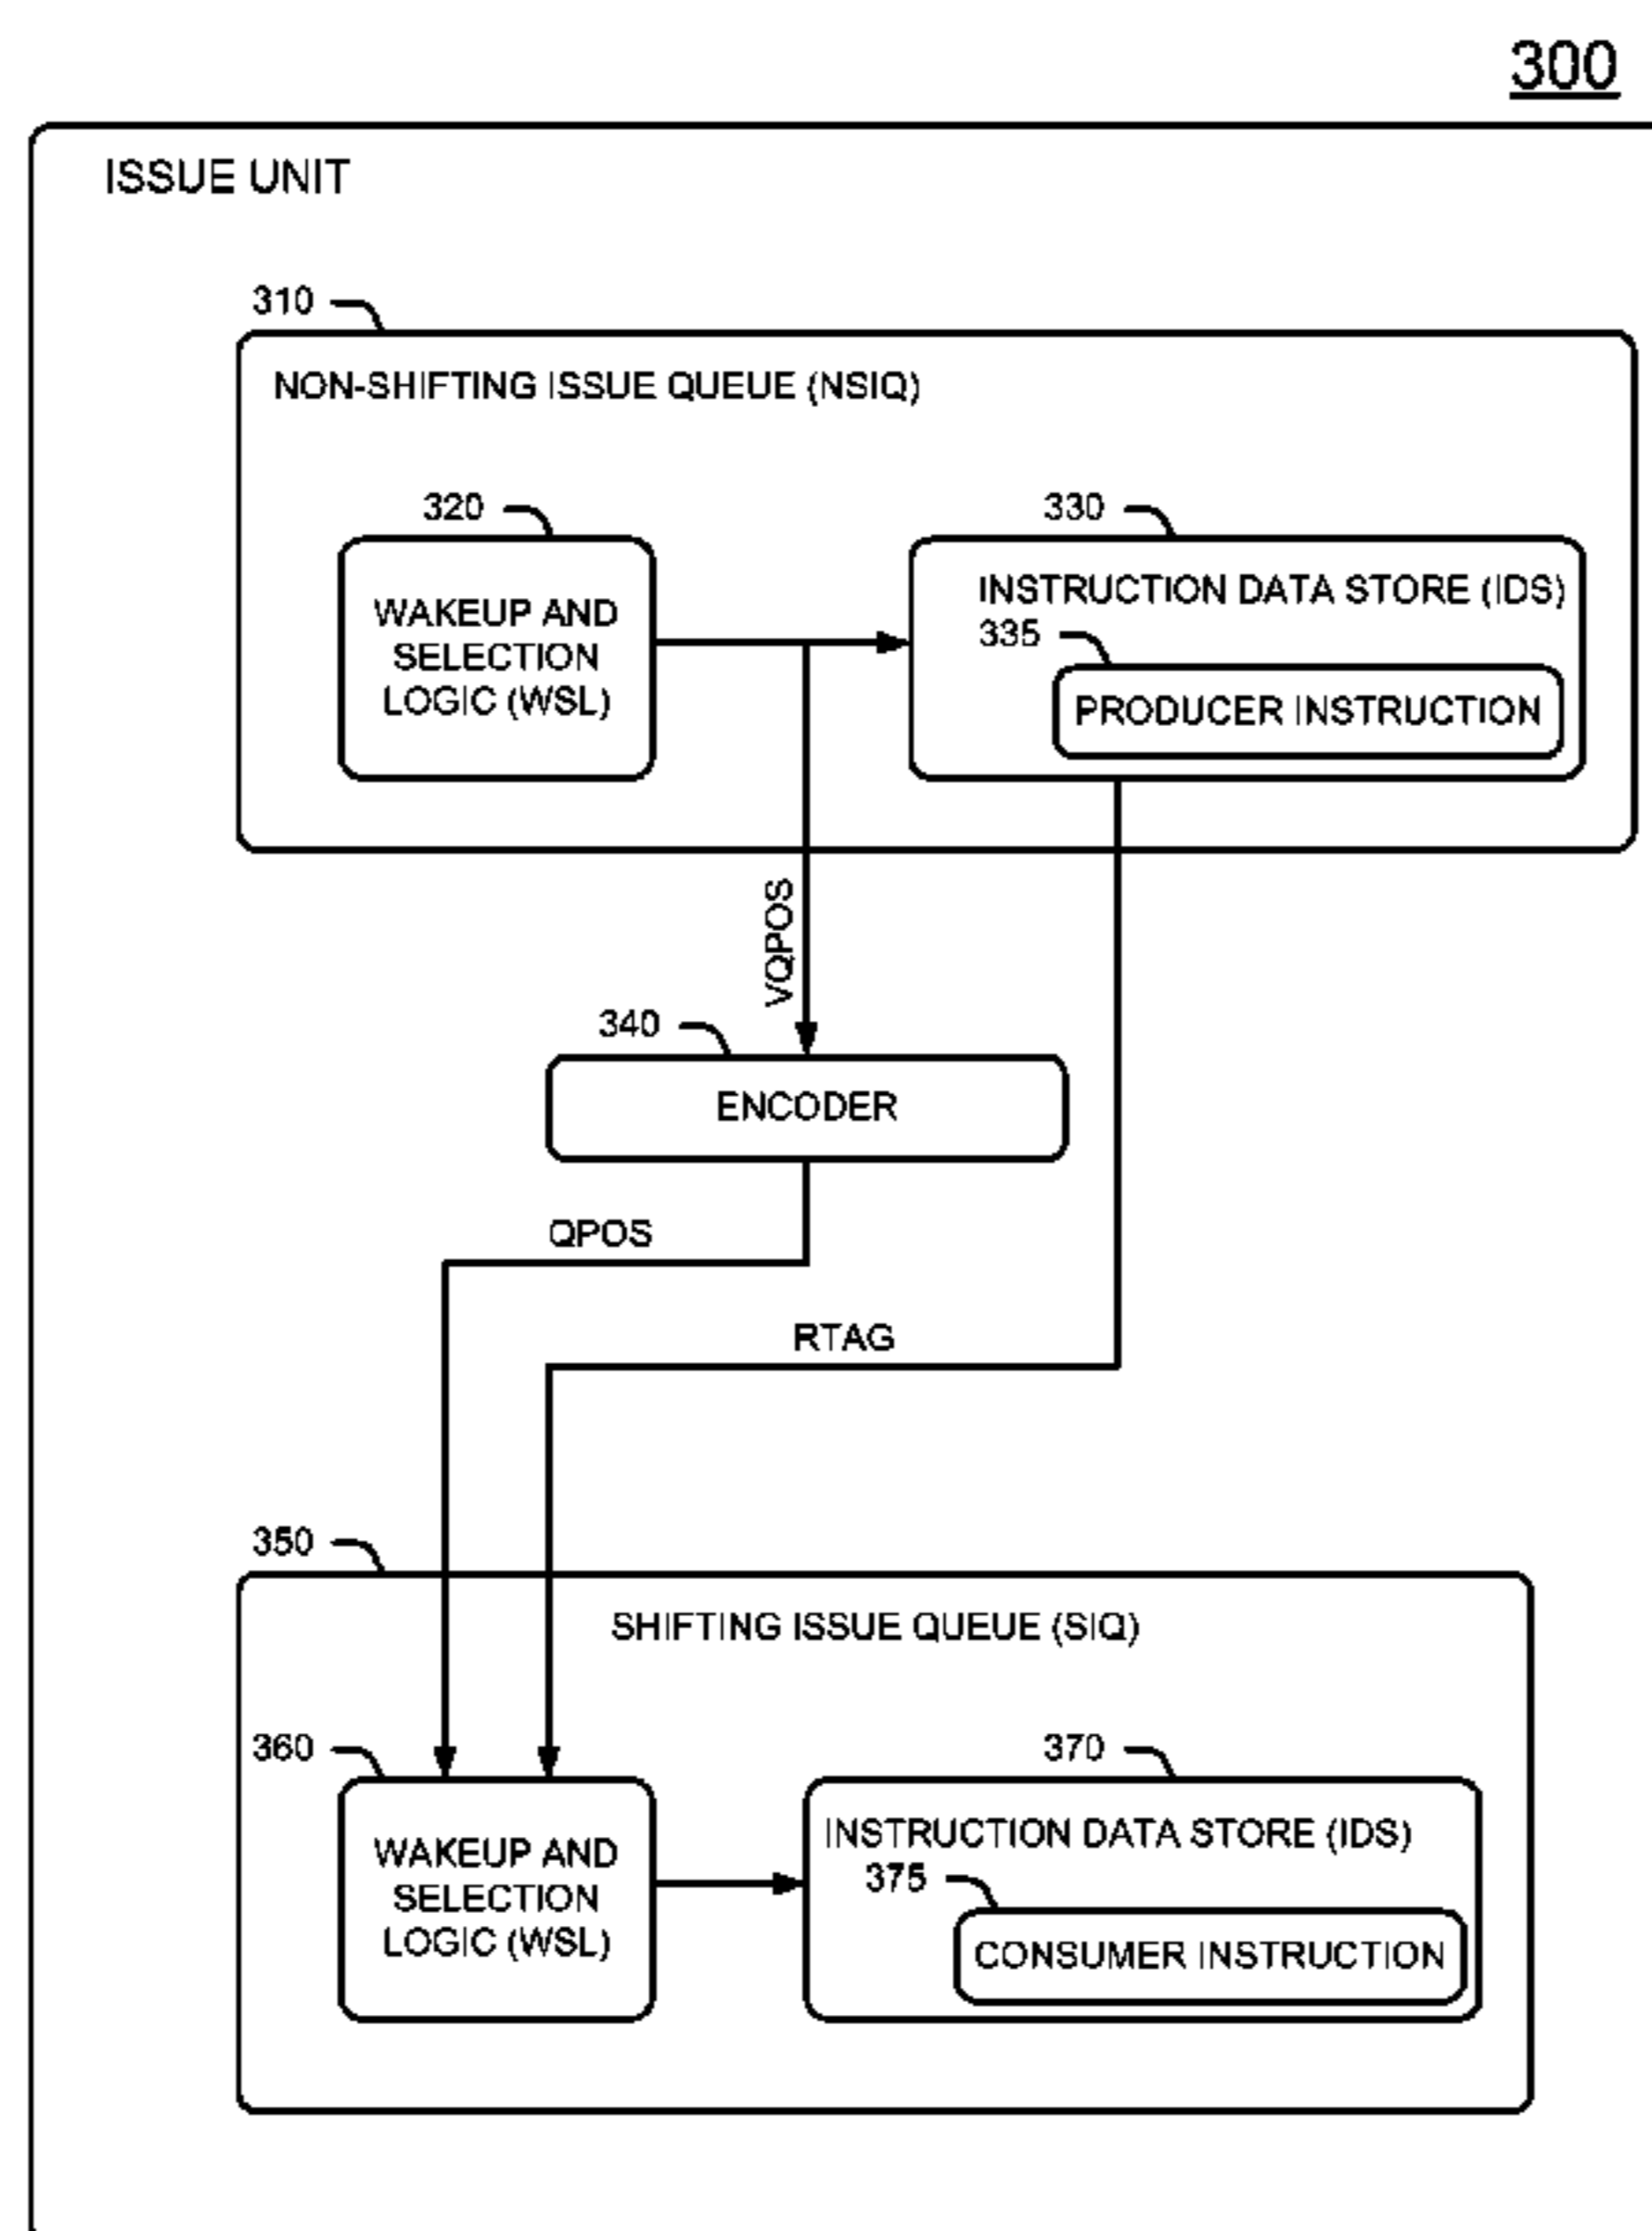 300
ISSUE UNIT
310
NON-SHIFTING ISSUE QUEUE (NSIQ)
320
WAKEUP AND
SELECTION
LOGIC (WSL)
330
INSTRUCTION DATA STORE (IDS)
335
PRODUCER INSTRUCTION
VQPOS
340
ENCODER
QPOS
RTAG
350
SHIFTING ISSUE QUEUE (SIQ)
360
WAKEUP AND
SELECTION
LOGIC (WSL)
370
INSTRUCTION DATA STORE (IDS)
375
CONSUMER INSTRUCTION